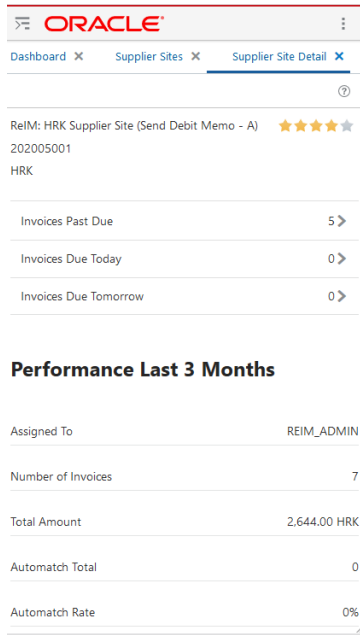 ORACLE
Dashboard Supplier Sites Supplier Site Detail
ReIM: HRK Supplier Site (Send Debit Memo - A)
202005001
HRK
Invoices Past Due 5
Invoices Due Today 0
Invoices Due Tomorrow 0
Performance Last 3 Months
Assigned To REIM_ADMIN
Number of Invoices 7
Total Amount 2,644.00 HRK
Automatch Total 0
Automatch Rate 0%